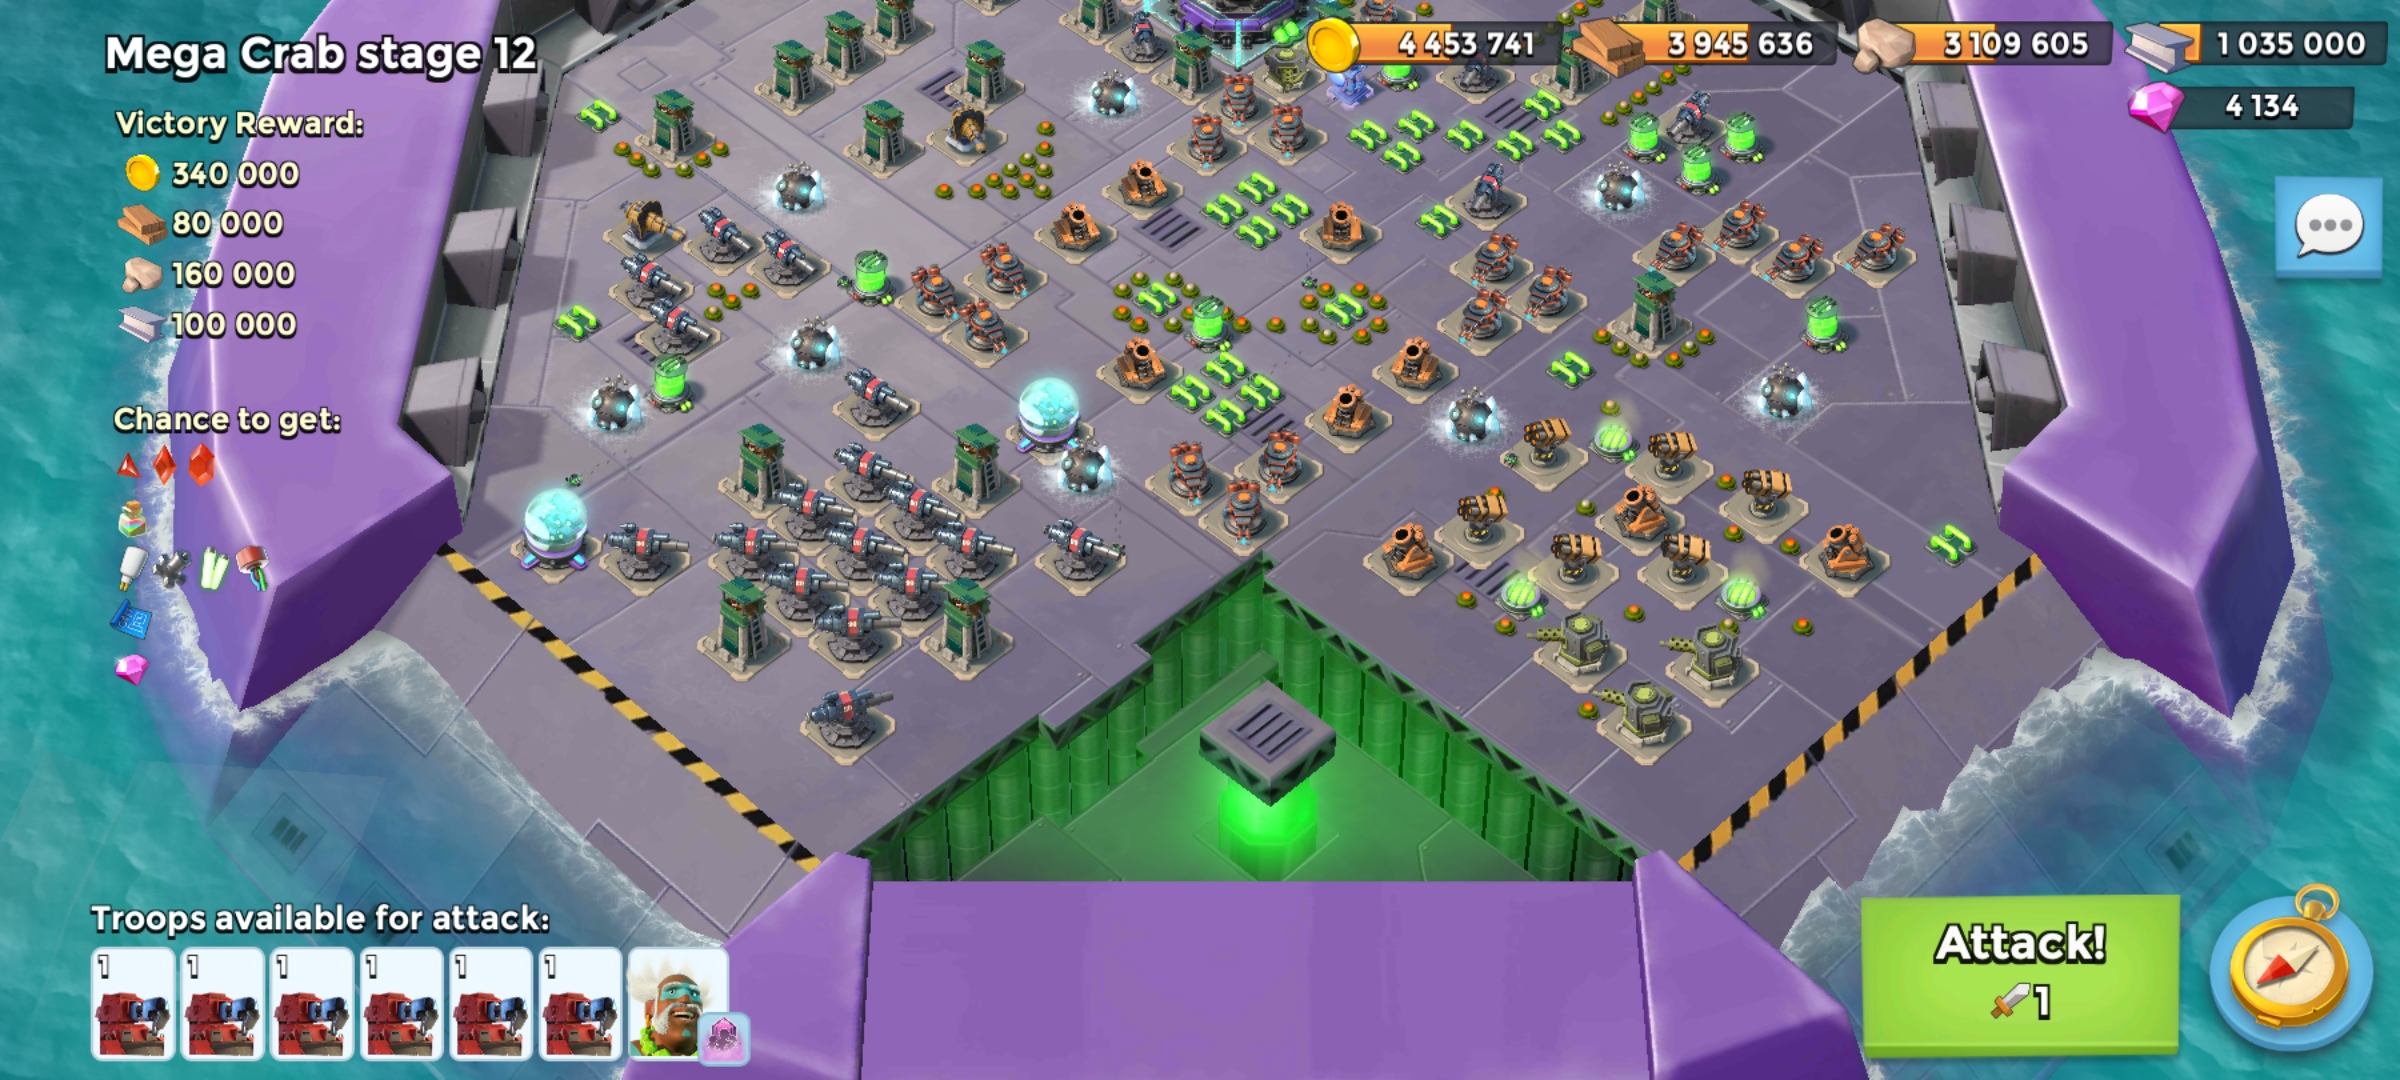 Mega Crab stage 12
4 453 741
3 945 636
3 109 605
1 035 000
4 134
Victory Reward:
340 000
80 000
160 000
100 000
Chance to get:
Troops available for attack:
1 1 1 1 1 1
Attack!
1